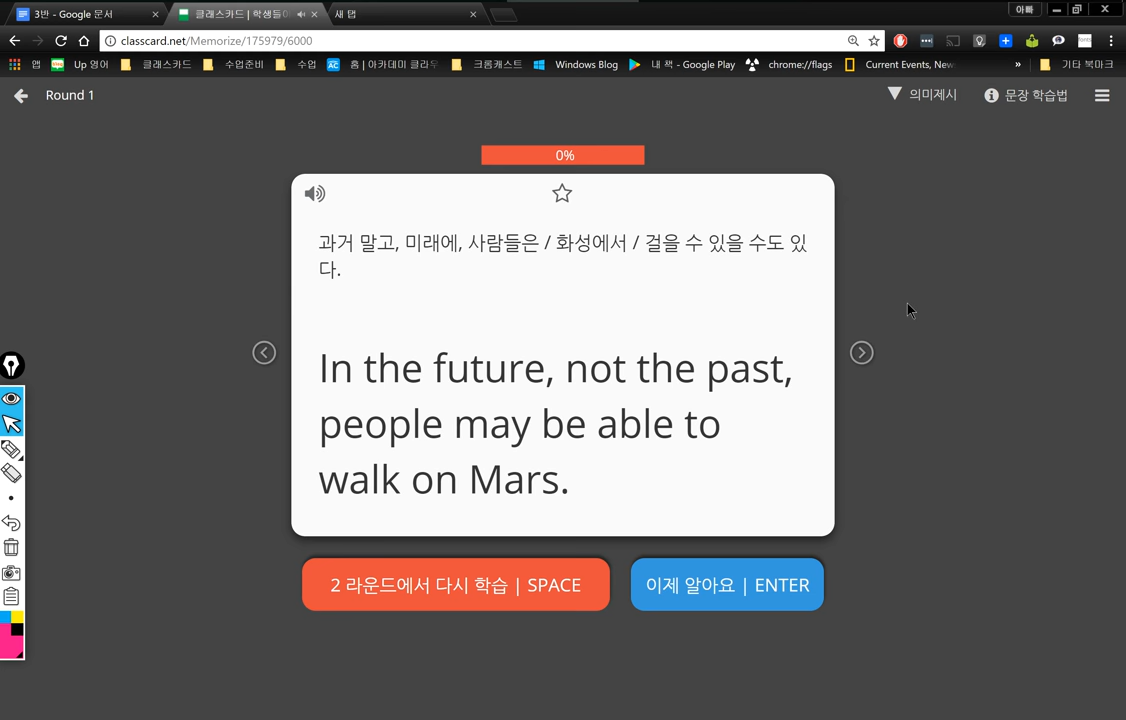 3반 - Google 문서
클래스카드 | 학생들이
새 탭
아빠
classcard.net/Memorize/175979/6000
앱
Up 영어
클래스카드
수업준비
수업
홈 | 아카데미 클라우
크롬캐스트
Windows Blog
내 책 - Google Play
chrome://flags
Current Events, New
»
기타 북마크
Round 1
의미제시
문장 학습법
0%
과거 말고, 미래에, 사람들은 / 화성에서 / 걸을 수 있을 수도 있
다.
In the future, not the past,
people may be able to
walk on Mars.
2 라운드에서 다시 학습 | SPACE
이제 알아요 | ENTER